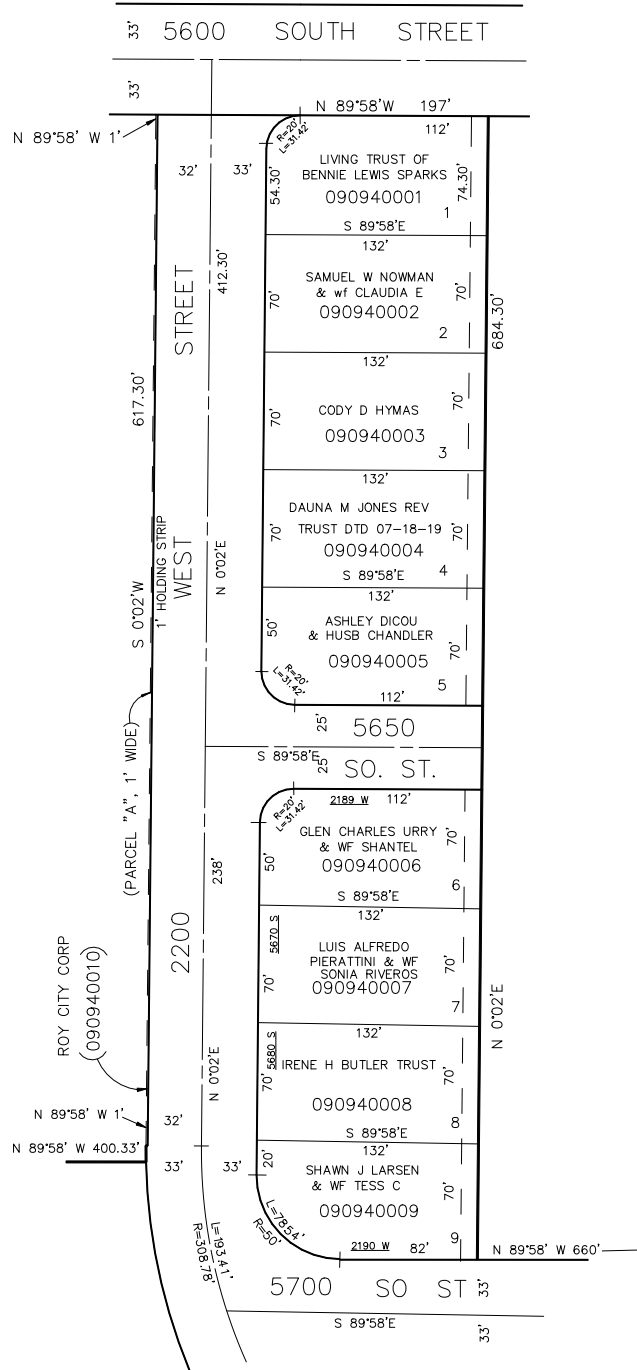 33'
5600 SOUTH STREET
33'
N 89°58'W 197'
N 89°58' W 1'
R=20'
L=31.42'
112'
32'
33'
54.30'
LIVING TRUST OF
BENNIE LEWIS SPARKS
090940001
74.30'
1
S 89°58'E
132'
412.30'
STREET
70'
SAMUEL W NOWMAN
& wf CLAUDIA E
090940002
70'
2
684.30'
132'
617.30'
70'
CODY D HYMAS
090940003
70'
3
132'
S 0°02'W
1' HOLDING STRIP
WEST
N 0°02'E
70'
DAUNA M JONES REV
TRUST DTD 07-18-19
090940004
70'
4
S 89°58'E
132'
50'
ASHLEY DICOU
& HUSB CHANDLER
090940005
70'
5
R=20'
L=31.42'
112'
(PARCEL "A", 1' WIDE)
25'
5650
S 89°58'E
25'
SO. ST.
R=20'
L=31.42'
2189 W 112'
238'
50'
GLEN CHARLES URRY
& WF SHANTEL
090940006
70'
6
S 89°58'E
132'
2200
5670 S
70'
LUIS ALFREDO
PIERATTINI & WF
SONIA RIVEROS
090940007
70'
7
N 0°02'E
132'
ROY CITY CORP
(090940010)
N 0°02'E
5680 S
70'
IRENE H BUTLER TRUST
090940008
70'
8
S 89°58'E
132'
N 89°58' W 1'
32'
N 89°58' W 400.33'
33'
33'
20'
SHAWN J LARSEN
& WF TESS C
090940009
70'
9
L=78.54'
R=50'
2190 W 82'
N 89°58' W 660'
L=193.41'
R=308.78'
5700 SO ST
33'
S 89°58'E
33'